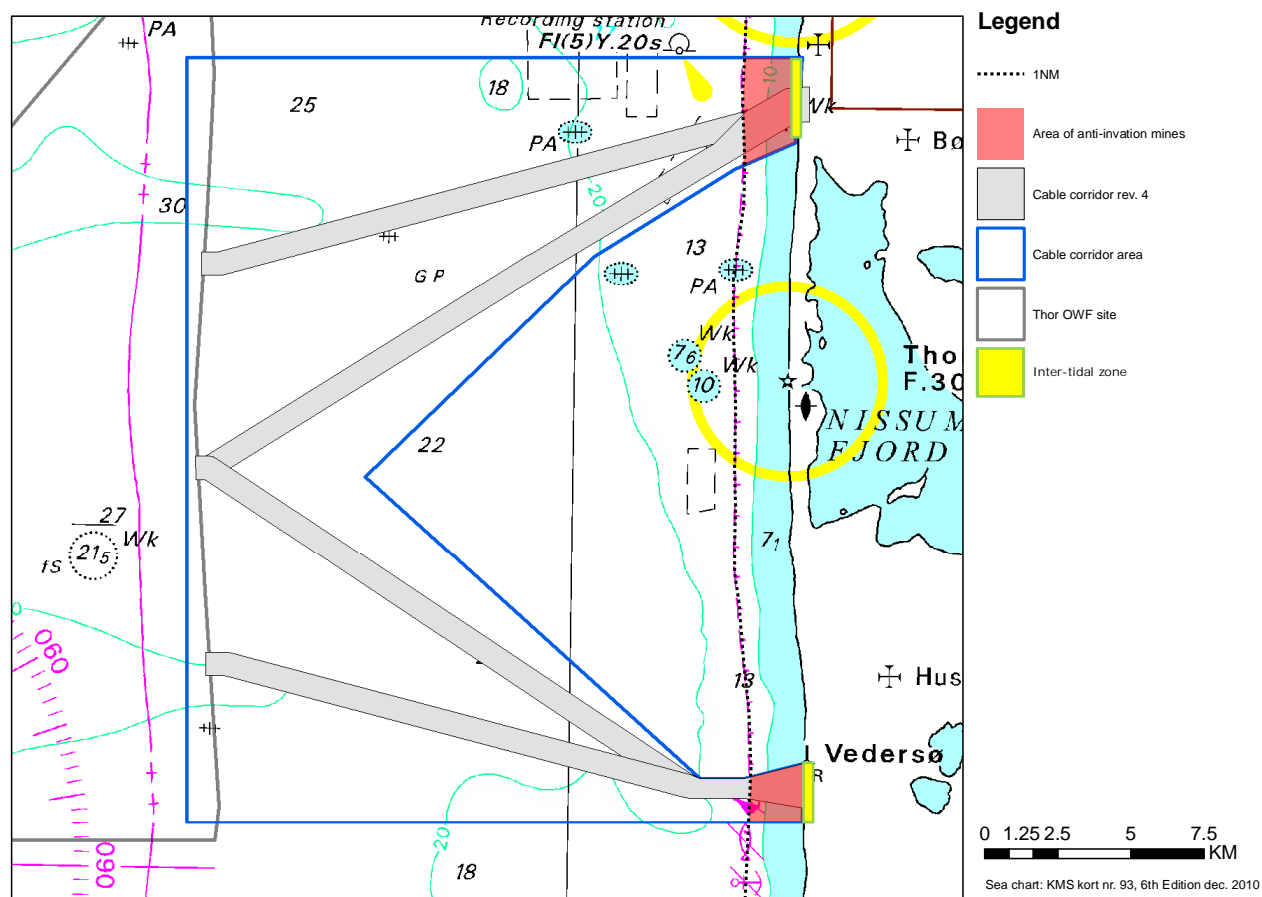 Recording station
PA
Fl(5)Y.20s
18
10
25
Wk
PA
Bø
20
30
13
G P
PA
Wk
7₆
Wk
10
Tho
F.30
NISSUM
FJORD
22
27
Wk
21₅
fS
7₁
060
13
Hus
Vedersø
R
20
18
060
Legend
1NM
Area of anti-invation mines
Cable corridor rev. 4
Cable corridor area
Thor OWF site
Inter-tidal zone
0 1.25 2.5 5 7.5
KM
Sea chart: KMS kort nr. 93, 6th Edition dec. 2010